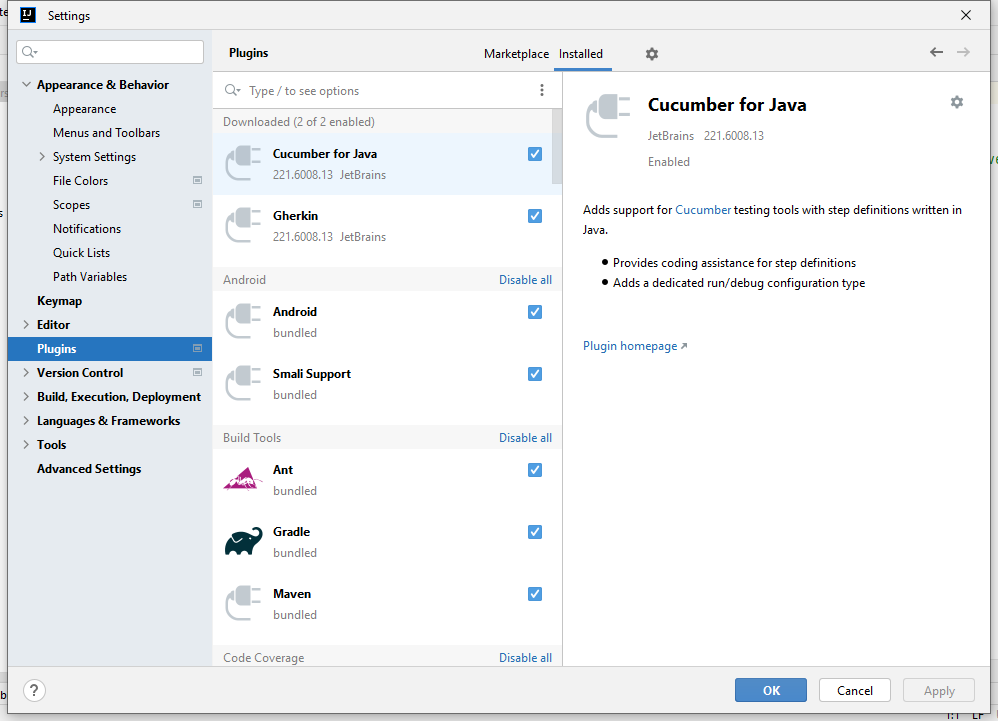 Settings
Plugins
Marketplace
Installed
Appearance & Behavior
Appearance
Menus and Toolbars
System Settings
File Colors
Scopes
Notifications
Quick Lists
Path Variables
Keymap
Editor
Plugins
Version Control
Build, Execution, Deployment
Languages & Frameworks
Tools
Advanced Settings
Type / to see options
Downloaded (2 of 2 enabled)
Cucumber for Java
221.6008.13 JetBrains
Gherkin
221.6008.13 JetBrains
Android Disable all
Android
bundled
Smali Support
bundled
Build Tools Disable all
Ant
bundled
Gradle
bundled
Maven
bundled
Code Coverage Disable all
Cucumber for Java
JetBrains 221.6008.13
Enabled
Adds support for Cucumber testing tools with step definitions written in
Java.
• Provides coding assistance for step definitions
• Adds a dedicated run/debug configuration type
Plugin homepage ↗
?
OK
Cancel
Apply
1:1 LF